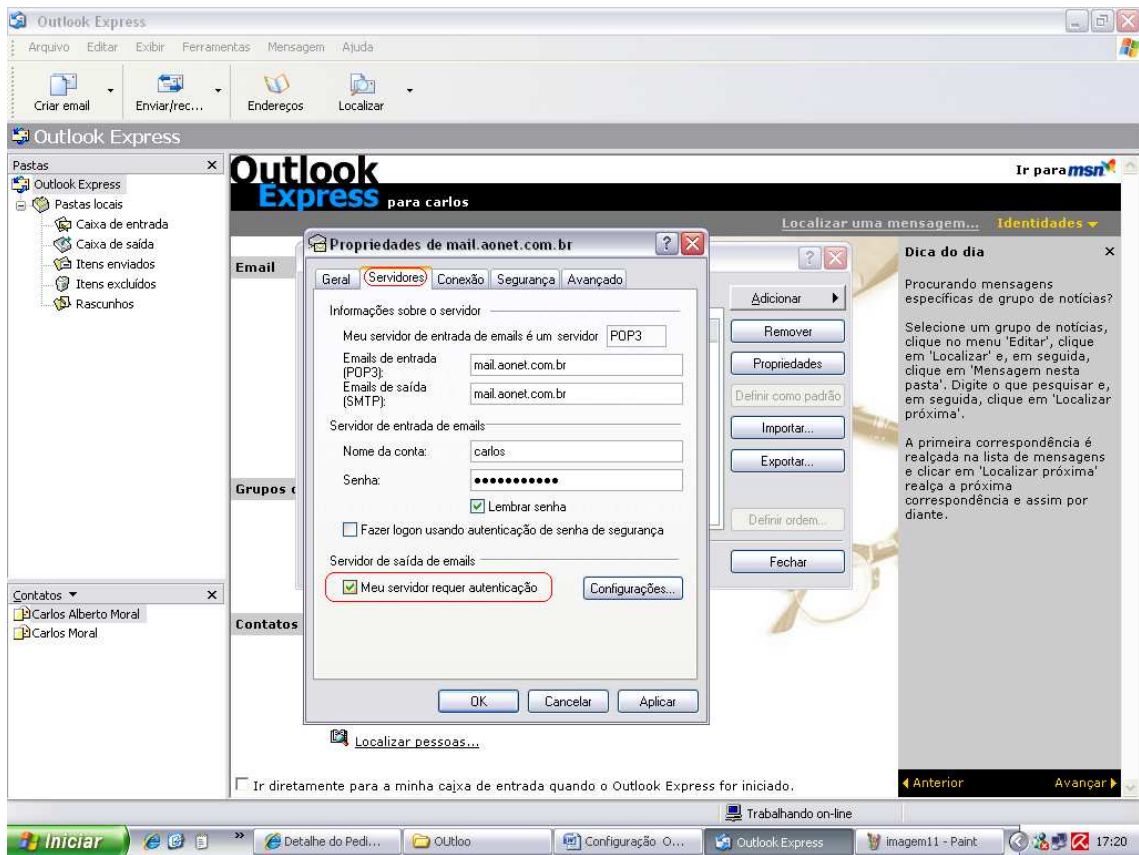 Outlook Express
Arquivo Editar Exibir Ferramentas Mensagem Ajuda
Criar email
Enviar/rec...
Endereços
Localizar
Outlook Express
Pastas
Outlook Express
Pastas locais
Caixa de entrada
Caixa de saída
Itens enviados
Itens excluídos
Rascunhos
Contatos
Carlos Alberto Moral
Carlos Moral
Outlook
Express para carlos
Ir para msn
Localizar uma mensagem... Identidades
Email
Grupos
Contatos
Propriedades de mail.aonet.com.br
Geral Servidores Conexão Segurança Avançado
Informações sobre o servidor
Meu servidor de entrada de emails é um servidor POP3
Emails de entrada
(POP3): mail.aonet.com.br
Emails de saída
(SMTP): mail.aonet.com.br
Servidor de entrada de emails
Nome da conta: carlos
Senha:
Lembrar senha
Fazer logon usando autenticação de senha de segurança
Servidor de saída de emails
Meu servidor requer autenticação
Configurações...
OK Cancelar Aplicar
Adicionar
Remover
Propriedades
Definir como padrão
Importar...
Exportar...
Definir ordem...
Fechar
Localizar pessoas...
Ir diretamente para a minha caixa de entrada quando o Outlook Express for iniciado.
Dica do dia
Procurando mensagens
específicas de grupo de notícias?
Selecione um grupo de notícias,
clique no menu 'Editar', clique
em 'Localizar' e, em seguida,
clique em 'Mensagem nesta
pasta'. Digite o que pesquisar e,
em seguida, clique em 'Localizar
próxima'.
A primeira correspondência é
realçada na lista de mensagens
e clicar em 'Localizar próxima'
realça a próxima
correspondência e assim por
diante.
Anterior Avançar
Trabalhando on-line
Iniciar
Detalhe do Pedi...
OUtloo
Configuração O...
Outlook Express
imagem11 - Paint
17:20